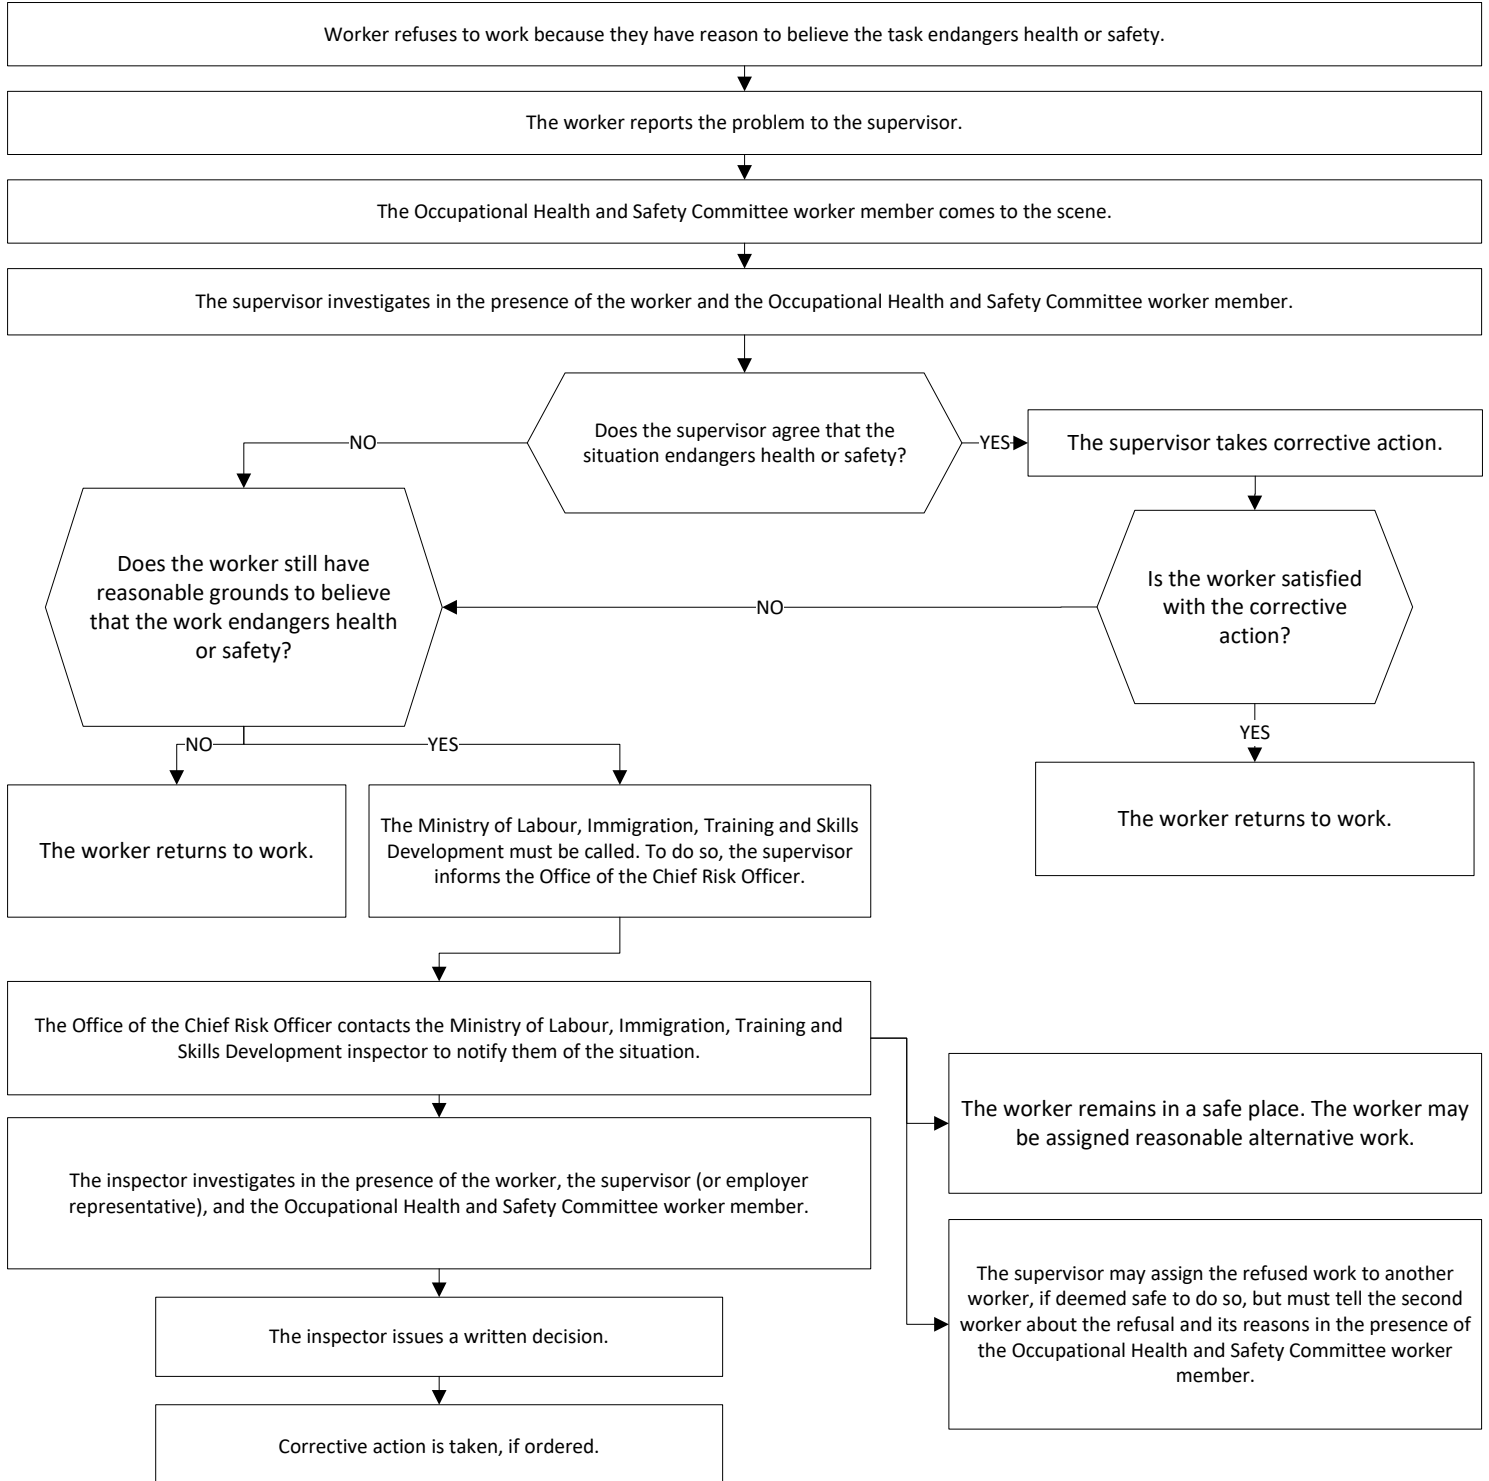 Worker refuses to work because they have reason to believe the task endangers health or safety.
The worker reports the problem to the supervisor.
The Occupational Health and Safety Committee worker member comes to the scene.
The supervisor investigates in the presence of the worker and the Occupational Health and Safety Committee worker member.
Does the supervisor agree that the
situation endangers health or safety?
NO
YES
The supervisor takes corrective action.
Does the worker still have
reasonable grounds to believe
that the work endangers health
or safety?
NO
Is the worker satisfied
with the corrective
action?
NO
YES
YES
The worker returns to work.
The Ministry of Labour, Immigration, Training and Skills
Development must be called. To do so, the supervisor
informs the Office of the Chief Risk Officer.
The worker returns to work.
The Office of the Chief Risk Officer contacts the Ministry of Labour, Immigration, Training and
Skills Development inspector to notify them of the situation.
The worker remains in a safe place. The worker may
be assigned reasonable alternative work.
The inspector investigates in the presence of the worker, the supervisor (or employer
representative), and the Occupational Health and Safety Committee worker member.
The supervisor may assign the refused work to another
worker, if deemed safe to do so, but must tell the second
worker about the refusal and its reasons in the presence of
the Occupational Health and Safety Committee worker
member.
The inspector issues a written decision.
Corrective action is taken, if ordered.